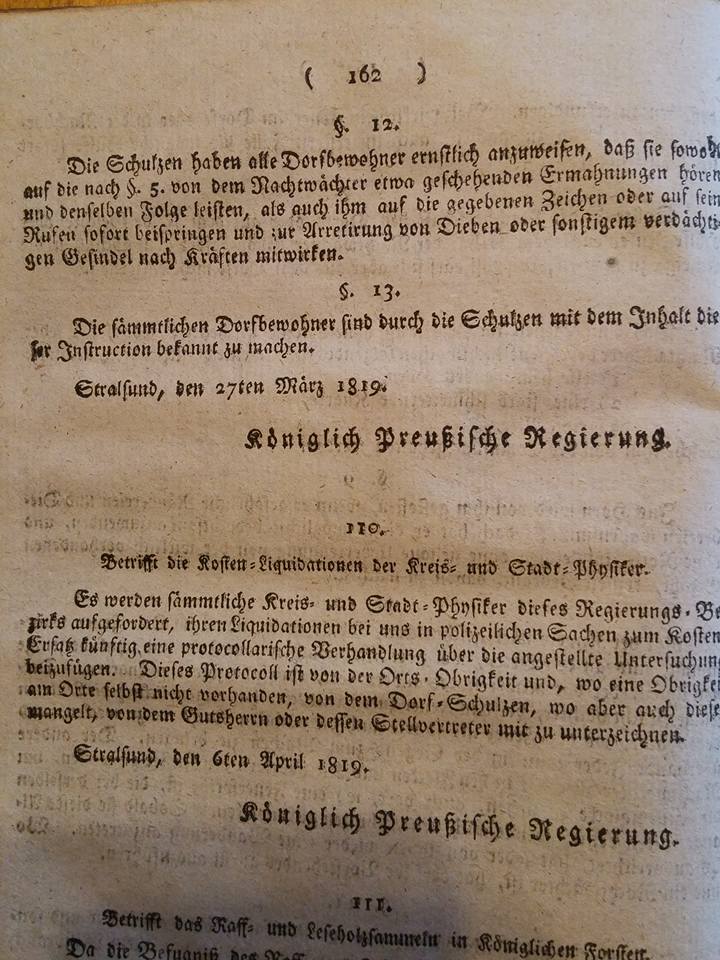 ( 162 )
§. 12.
Die Schulzen haben alle Dorfbewohner ernstlich anzuweisen, daß sie sowohl
auf die nach §. 5. von dem Nachtwächter etwa geschehenden Ermahnungen hören
und denselben Folge leisten, als auch ihm auf die gegebenen Zeichen oder auf sein
Rufen sofort beispringen und zur Arretirung von Dieben oder sonstigem verdächti-
gen Gesindel nach Kräften mitwirken.
§. 13.
Die sämmtlichen Dorfbewohner sind durch die Schulzen mit dem Inhalt die
ser Instruction bekannt zu machen.
Stralsund, den 27ten März 1819.
Königlich Preußische Regierung.
110.
Betrifft die Kosten-Liquidationen der Kreis- und Stadt-Physiker.
Es werden sämmtliche Kreis- und Stadt-Physiker dieses Regierungs-Be
zirks aufgefordert, ihren Liquidationen bei uns in polizeilichen Sachen zum Kosten
Ersatz künftig eine protocollarische Verhandlung über die angestellte Untersuchung
beizufügen. Dieses Protocoll ist von der Orts-Obrigkeit und, wo eine Obrigkei
am Orte selbst nicht vorhanden, von dem Dorf-Schulzen, wo aber auch diese
mangelt, von dem Gutsherrn oder dessen Stellvertreter mit zu unterzeichnen.
Stralsund, den 6ten April 1819.
Königlich Preußische Regierung.
111.
Betrifft das Raff- und Leseholzsammeln in Königlichen Forsten.
Da die Befugniß des Raff-